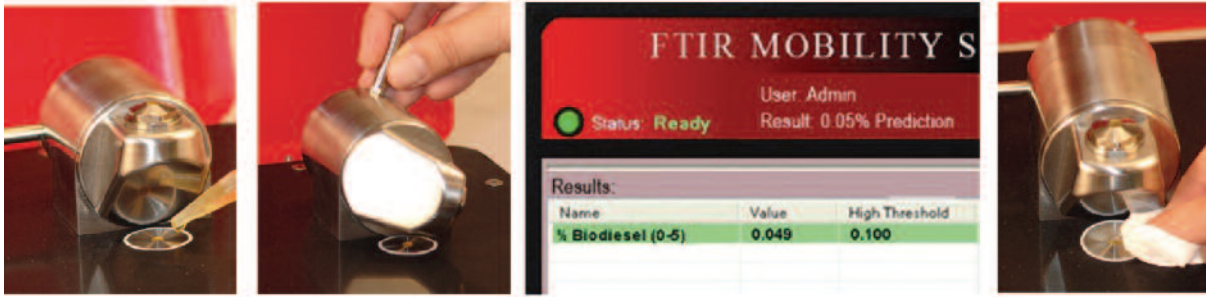 FTIR MOBILITY S
User: Admin
Status: Ready
Result: 0.05% Prediction
Results:
Name Value High Threshold
% Biodiesel (0-5) 0.049 0.100